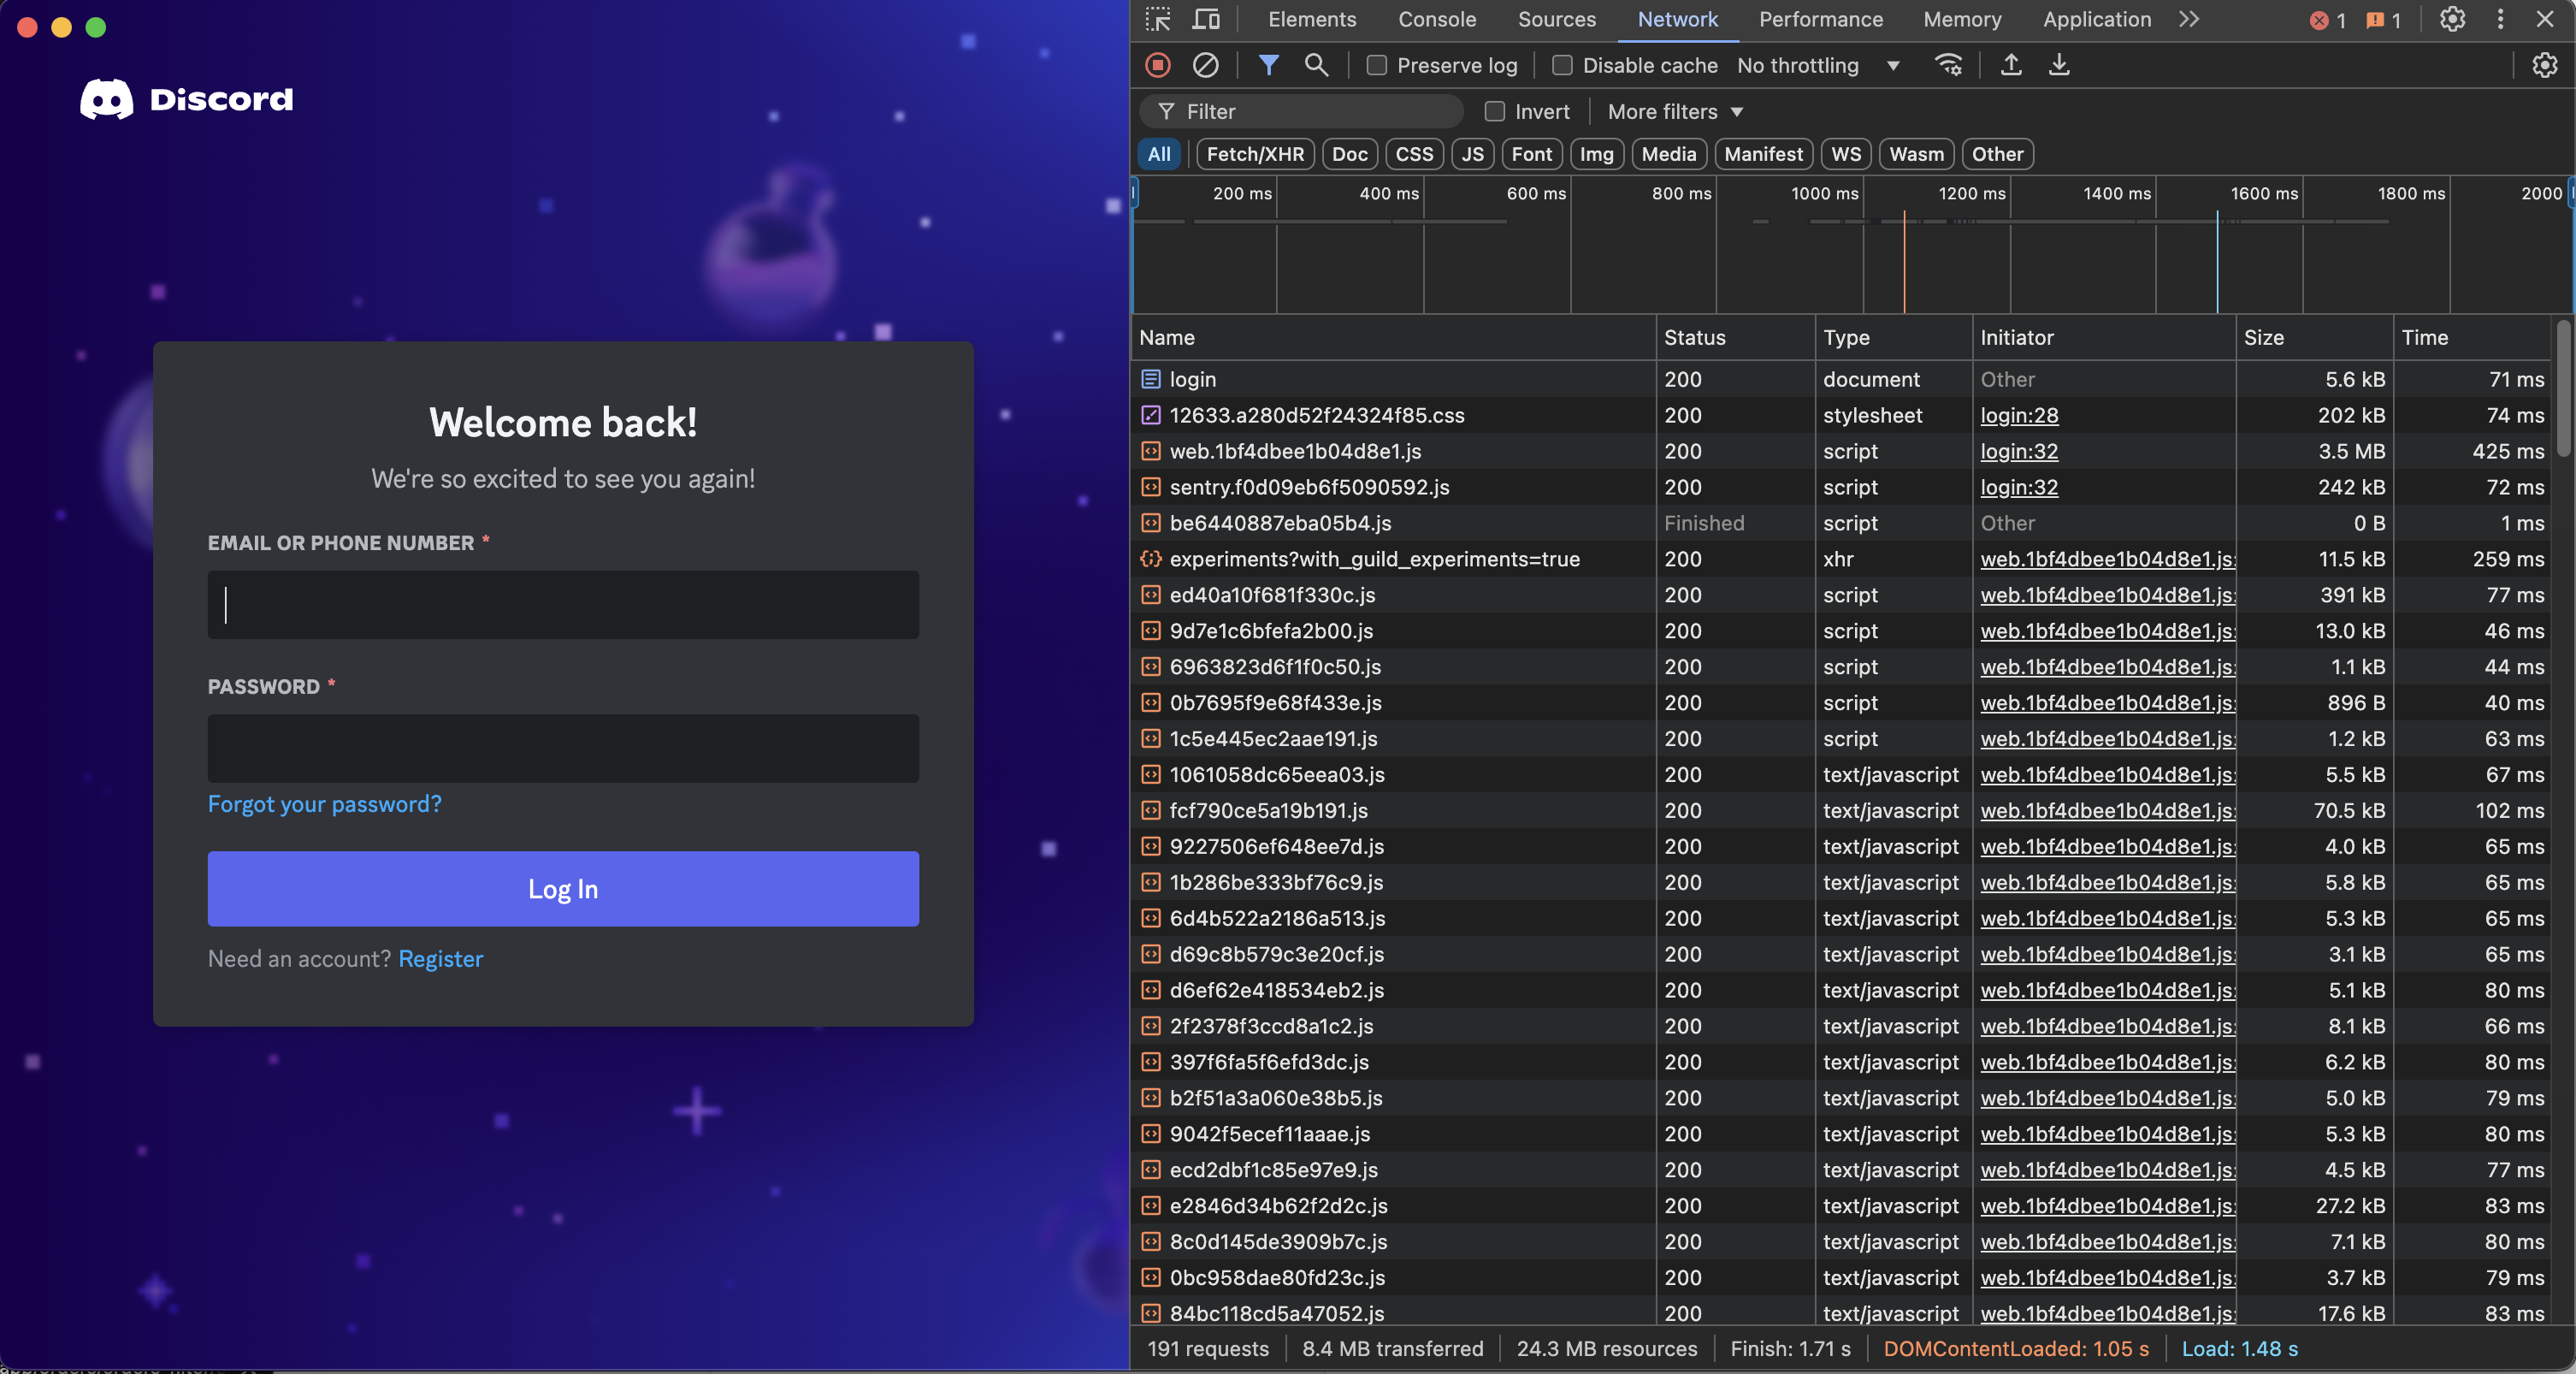 Discord
Welcome back!
We're so excited to see you again!
EMAIL OR PHONE NUMBER *
PASSWORD *
Forgot your password?
Log In
Need an account? Register
Elements Console Sources Network Performance Memory Application 1 1
Preserve log Disable cache No throttling
Filter Invert More filters
All Fetch/XHR Doc CSS JS Font Img Media Manifest WS Wasm Other
200 ms 400 ms 600 ms 800 ms 1000 ms 1200 ms 1400 ms 1600 ms 1800 ms 2000
Name Status Type Initiator Size Time
login 200 document Other 5.6 kB 71 ms
12633.a280d52f24324f85.css 200 stylesheet login:28 202 kB 74 ms
web.1bf4dbee1b04d8e1.js 200 script login:32 3.5 MB 425 ms
sentry.f0d09eb6f5090592.js 200 script login:32 242 kB 72 ms
be6440887eba05b4.js Finished script Other 0 B 1 ms
experiments?with_guild_experiments=true 200 xhr web.1bf4dbee1b04d8e1.js: 11.5 kB 259 ms
ed40a10f681f330c.js 200 script web.1bf4dbee1b04d8e1.js: 391 kB 77 ms
9d7e1c6bfefa2b00.js 200 script web.1bf4dbee1b04d8e1.js: 13.0 kB 46 ms
6963823d6f1f0c50.js 200 script web.1bf4dbee1b04d8e1.js: 1.1 kB 44 ms
0b7695f9e68f433e.js 200 script web.1bf4dbee1b04d8e1.js: 896 B 40 ms
1c5e445ec2aae191.js 200 script web.1bf4dbee1b04d8e1.js: 1.2 kB 63 ms
1061058dc65eea03.js 200 text/javascript web.1bf4dbee1b04d8e1.js: 5.5 kB 67 ms
fcf790ce5a19b191.js 200 text/javascript web.1bf4dbee1b04d8e1.js: 70.5 kB 102 ms
9227506ef648ee7d.js 200 text/javascript web.1bf4dbee1b04d8e1.js: 4.0 kB 65 ms
1b286be333bf76c9.js 200 text/javascript web.1bf4dbee1b04d8e1.js: 5.8 kB 65 ms
6d4b522a2186a513.js 200 text/javascript web.1bf4dbee1b04d8e1.js: 5.3 kB 65 ms
d69c8b579c3e20cf.js 200 text/javascript web.1bf4dbee1b04d8e1.js: 3.1 kB 65 ms
d6ef62e418534eb2.js 200 text/javascript web.1bf4dbee1b04d8e1.js: 5.1 kB 80 ms
2f2378f3ccd8a1c2.js 200 text/javascript web.1bf4dbee1b04d8e1.js: 8.1 kB 66 ms
397f6fa5f6efd3dc.js 200 text/javascript web.1bf4dbee1b04d8e1.js: 6.2 kB 80 ms
b2f51a3a060e38b5.js 200 text/javascript web.1bf4dbee1b04d8e1.js: 5.0 kB 79 ms
9042f5ecef11aaae.js 200 text/javascript web.1bf4dbee1b04d8e1.js: 5.3 kB 80 ms
ecd2dbf1c85e97e9.js 200 text/javascript web.1bf4dbee1b04d8e1.js: 4.5 kB 77 ms
e2846d34b62f2d2c.js 200 text/javascript web.1bf4dbee1b04d8e1.js: 27.2 kB 83 ms
8c0d145de3909b7c.js 200 text/javascript web.1bf4dbee1b04d8e1.js: 7.1 kB 80 ms
0bc958dae80fd23c.js 200 text/javascript web.1bf4dbee1b04d8e1.js: 3.7 kB 79 ms
84bc118cd5a47052.js 200 text/javascript web.1bf4dbee1b04d8e1.js: 17.6 kB 83 ms
191 requests 8.4 MB transferred 24.3 MB resources Finish: 1.71 s DOMContentLoaded: 1.05 s Load: 1.48 s